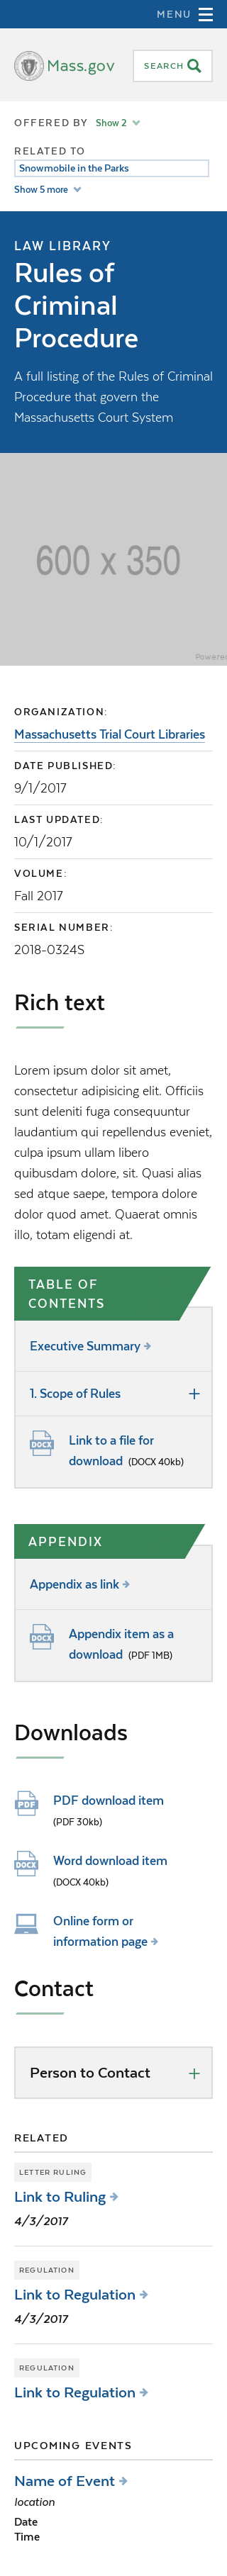 MENU
Mass.gov
SEARCH
OFFERED BY Show 2
RELATED TO
Snowmobile in the Parks
Show 5 more
LAW LIBRARY
Rules of
Criminal
Procedure
A full listing of the Rules of Criminal
Procedure that govern the
Massachusetts Court System
600 x 350
ORGANIZATION:
Massachusetts Trial Court Libraries
DATE PUBLISHED:
9/1/2017
LAST UPDATED:
10/1/2017
VOLUME:
Fall 2017
SERIAL NUMBER:
2018-0324S
Rich text
Lorem ipsum dolor sit amet,
consectetur adipisicing elit. Officiis
sunt deleniti fuga consequuntur
laudantium qui repellendus eveniet,
culpa ipsum ullam libero
quibusdam dolore, sit. Quasi alias
sed atque saepe, tempora dolore
dolor quod amet. Quaerat omnis
illo, totam eligendi at.
TABLE OF
CONTENTS
Executive Summary
1. Scope of Rules
DOCX
Link to a file for
download (DOCX 40kb)
APPENDIX
Appendix as link
DOCX
Appendix item as a
download (PDF 1MB)
Downloads
PDF
PDF download item
(PDF 30kb)
DOCX
Word download item
(DOCX 40kb)
Online form or
information page
Contact
Person to Contact
RELATED
LETTER RULING
Link to Ruling
4/3/2017
REGULATION
Link to Regulation
4/3/2017
REGULATION
Link to Regulation
UPCOMING EVENTS
Name of Event
location
Date
Time